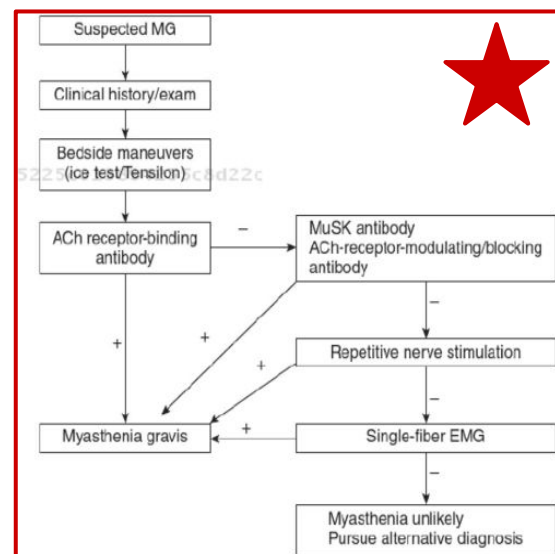 Suspected MG
Clinical history/exam
Bedside maneuvers
(ice test/Tensilon)
ACh receptor-binding
antibody
–
MuSK antibody
ACh-receptor-modulating/blocking
antibody
+
+
–
+
Repetitive nerve stimulation
–
Myasthenia gravis
+
Single-fiber EMG
–
Myasthenia unlikely
Pursue alternative diagnosis